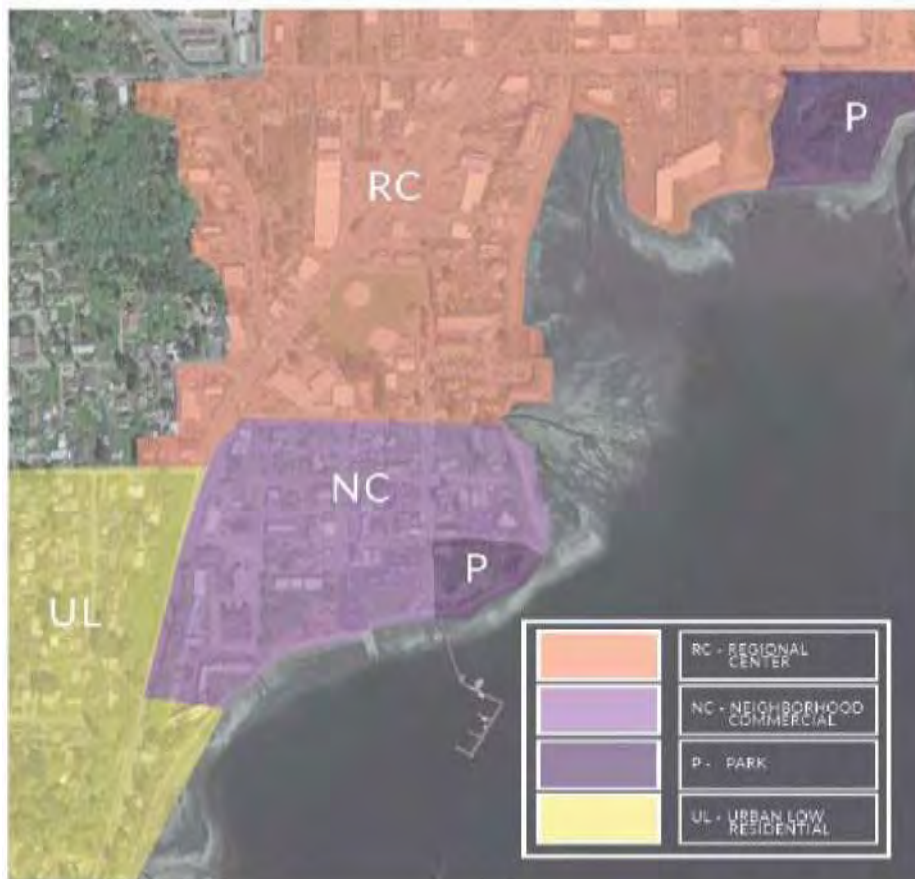 P
RC
NC
P
UL
RC - REGIONAL
CENTER
NC - NEIGHBORHOOD
COMMERCIAL
P - PARK
UL - URBAN LOW
RESIDENTIAL